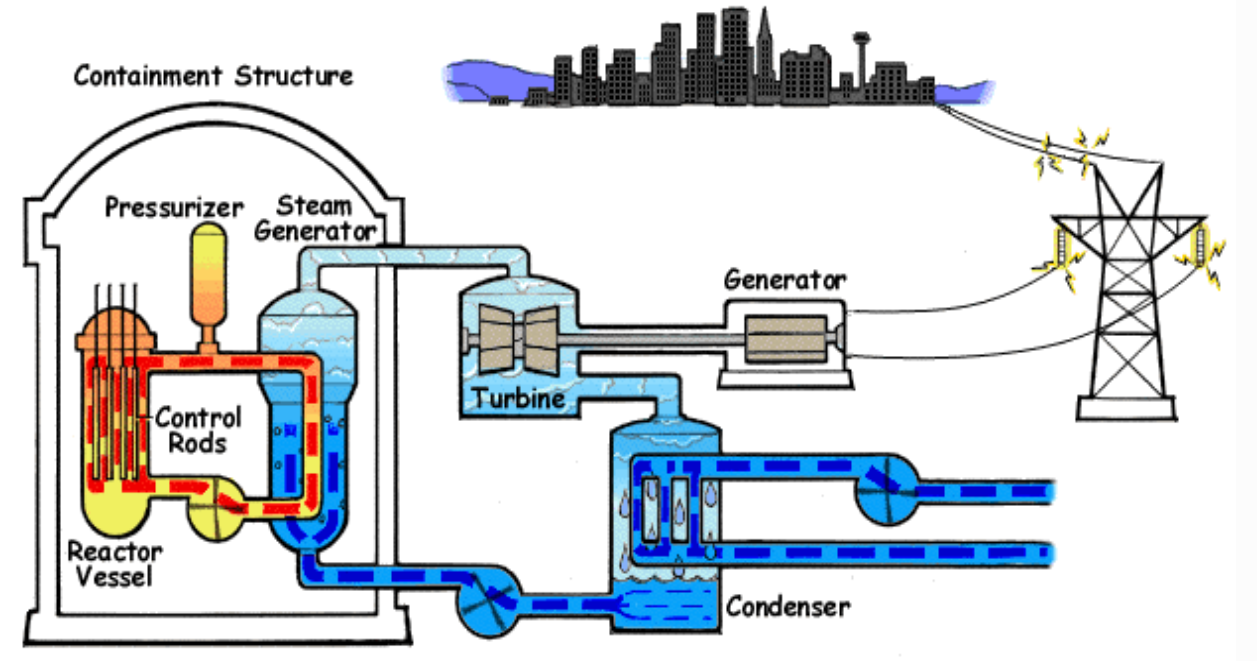 Containment Structure
Pressurizer
Steam
Generator
Generator
Turbine
Control
Rods
Reactor
Vessel
Condenser